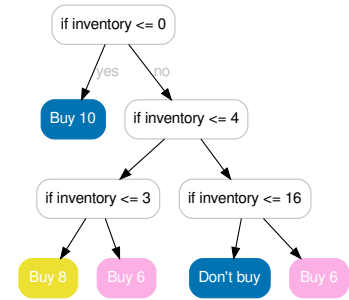 if inventory <= 0
yes
no
Buy 10
if inventory <= 4
if inventory <= 3
if inventory <= 16
Buy 8
Buy 6
Don't buy
Buy 6